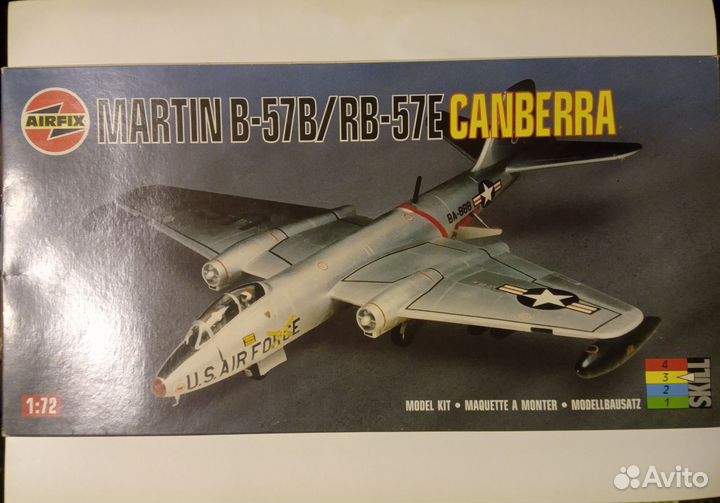 AIRFIX
MARTIN B-57B/RB-57E CANBERRA
BA-888
U.S. AIR FORCE
1:72
MODEL KIT • MAQUETTE A MONTER • MODELLBAUSATZ
4
3
2
1
SKILL
Avito